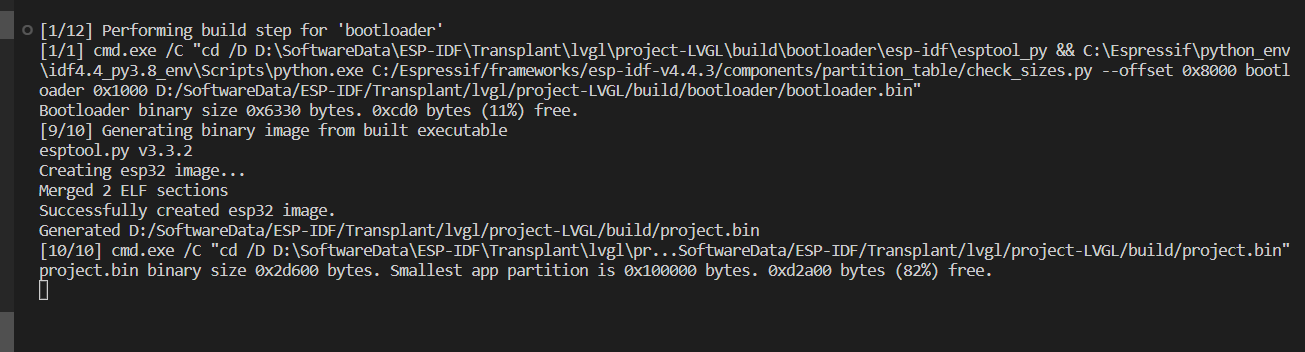 [1/12] Performing build step for 'bootloader'
[1/1] cmd.exe /C "cd /D D:\SoftwareData\ESP-IDF\Transplant\lvgl\project-LVGL\build\bootloader\esp-idf\esptool_py && C:\Espressif\python_env
\idf4.4_py3.8_env\Scripts\python.exe C:/Espressif/frameworks/esp-idf-v4.4.3/components/partition_table/check_sizes.py --offset 0x8000 bootl
oader 0x1000 D:/SoftwareData/ESP-IDF/Transplant/lvgl/project-LVGL/build/bootloader/bootloader.bin"
Bootloader binary size 0x6330 bytes. 0xcd0 bytes (11%) free.
[9/10] Generating binary image from built executable
esptool.py v3.3.2
Creating esp32 image...
Merged 2 ELF sections
Successfully created esp32 image.
Generated D:/SoftwareData/ESP-IDF/Transplant/lvgl/project-LVGL/build/project.bin
[10/10] cmd.exe /C "cd /D D:\SoftwareData\ESP-IDF\Transplant\lvgl\pr...SoftwareData/ESP-IDF/Transplant/lvgl/project-LVGL/build/project.bin"
project.bin binary size 0x2d600 bytes. Smallest app partition is 0x100000 bytes. 0xd2a00 bytes (82%) free.